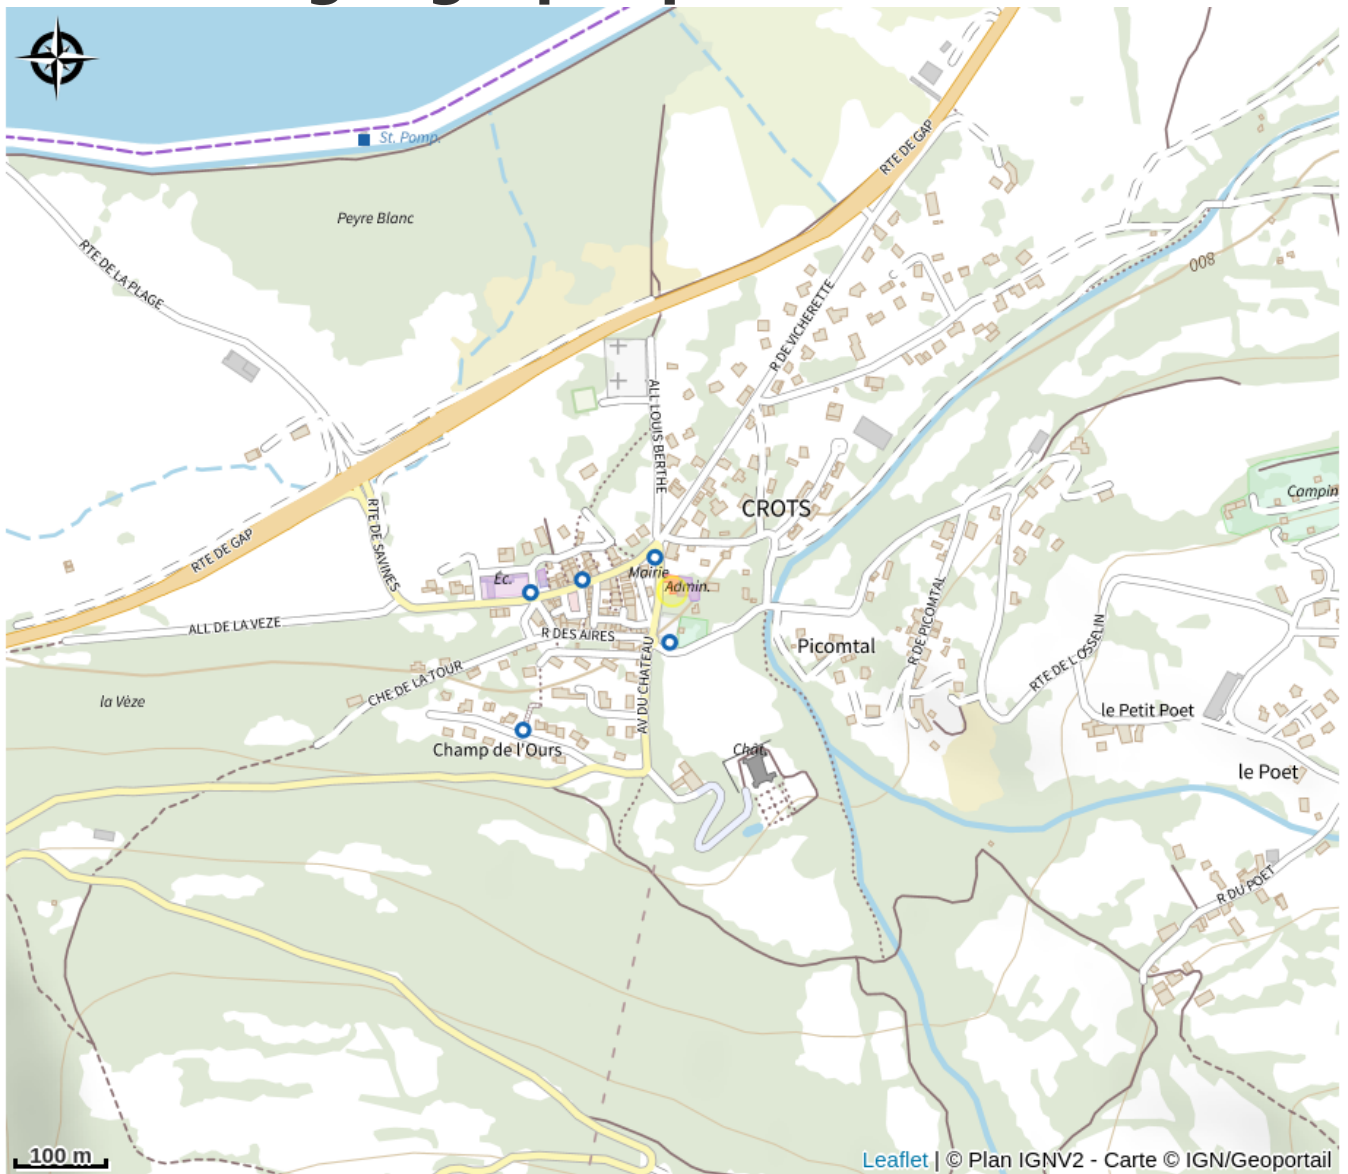 St. Pomp.
RTE DE GAP
Peyre Blanc
RTE DE LA PLAGE
800
R DE VICHERETTE
ALL LOUIS BERTHE
Campin
CROTS
RTE DE SAVINES
RTE DE GAP
Ec.
Mairie
Admin.
ALL DE LA VEZE
R DES AIRES
Picomtal
R DE PICOMTAL
RTE DE L OSSELIN
AV DU CHATEAU
CHE DE LA TOUR
la Vèze
le Petit Poet
Champ de l'Ours
Chât.
le Poet
R DU POET
100 m
Leaflet | © Plan IGNV2 - Carte © IGN/Geoportail